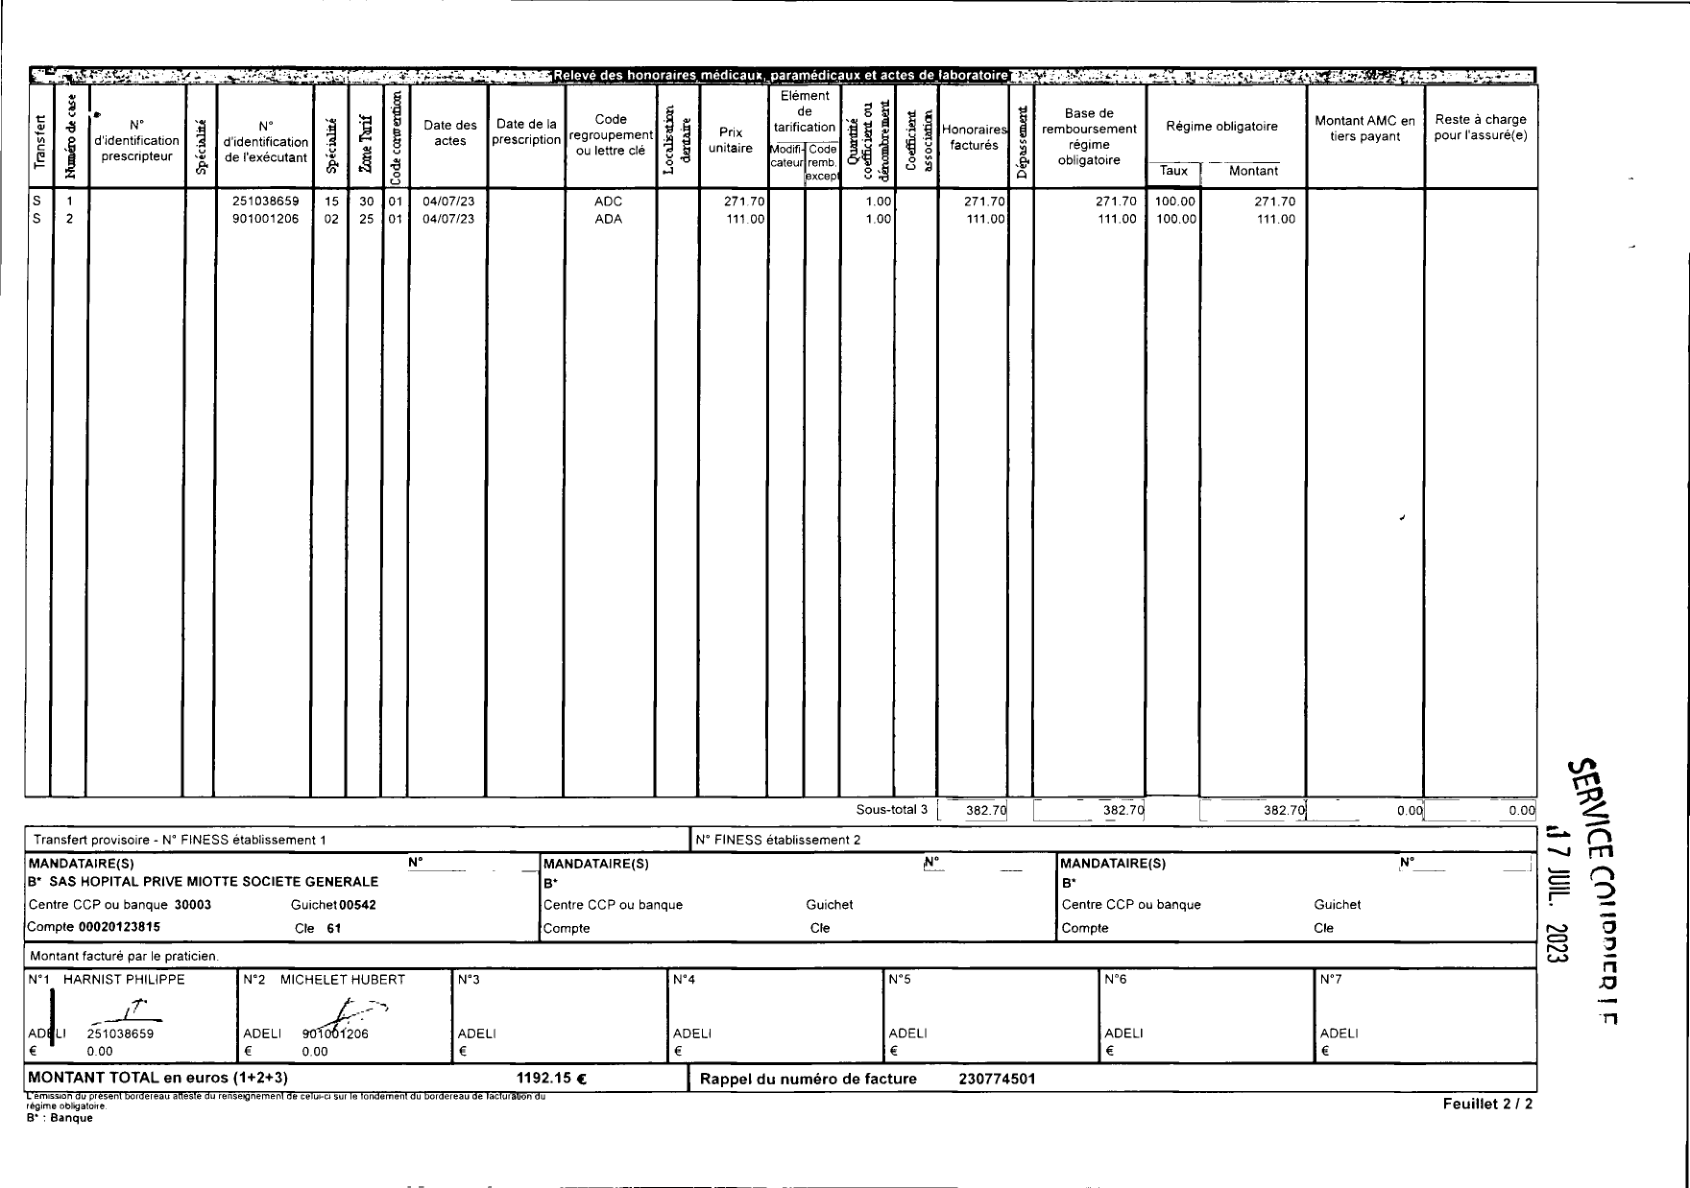 Relevé des honoraires médicaux, paramédicaux et actes de laboratoire
Transfert
Numéro de case
N° d'identification prescripteur
Spécialité
N° d'identification de l'exécutant
Spécialité
Zone Tarif
Code convention
Date des actes
Date de la prescription
Code regroupement ou lettre clé
Localisation dentaire
Prix unitaire
Elément de tarification
Modifi-cateur
Code remb. except
Quantité coefficient ou dénombrement
Coefficient association
Honoraires facturés
Dépassement
Base de remboursement régime obligatoire
Régime obligatoire
Taux Montant
Montant AMC en tiers payant
Reste à charge pour l'assuré(e)
S 1 251038659 15 30 01 04/07/23 ADC 271.70 1.00 271.70 271.70 100.00 271.70
S 2 901001206 02 25 01 04/07/23 ADA 111.00 1.00 111.00 111.00 100.00 111.00
Sous-total 3 382.70 382.70 382.70 0.00 0.00
Transfert provisoire - N° FINESS établissement 1 N° FINESS établissement 2
MANDATAIRE(S) N° MANDATAIRE(S) N° MANDATAIRE(S) N°
B* SAS HOPITAL PRIVE MIOTTE SOCIETE GENERALE B* B*
Centre CCP ou banque 30003 Guichet 00542 Centre CCP ou banque Guichet Centre CCP ou banque Guichet
Compte 00020123815 Cle 61 Compte Cle Compte Cle
Montant facturé par le praticien.
N°1 HARNIST PHILIPPE N°2 MICHELET HUBERT N°3 N°4 N°5 N°6 N°7
ADELI 251038659 ADELI 901001206 ADELI ADELI ADELI ADELI ADELI
€ 0.00 € 0.00 € € € € €
MONTANT TOTAL en euros (1+2+3) 1192.15 € Rappel du numéro de facture 230774501
L'emission du présent bordereau atteste du renseignement de celui-ci sur le fondement du bordereau de facturation du
régime obligatoire.
B* : Banque
Feuillet 2 / 2
SERVICE COURRIER
17 JUIL. 2023